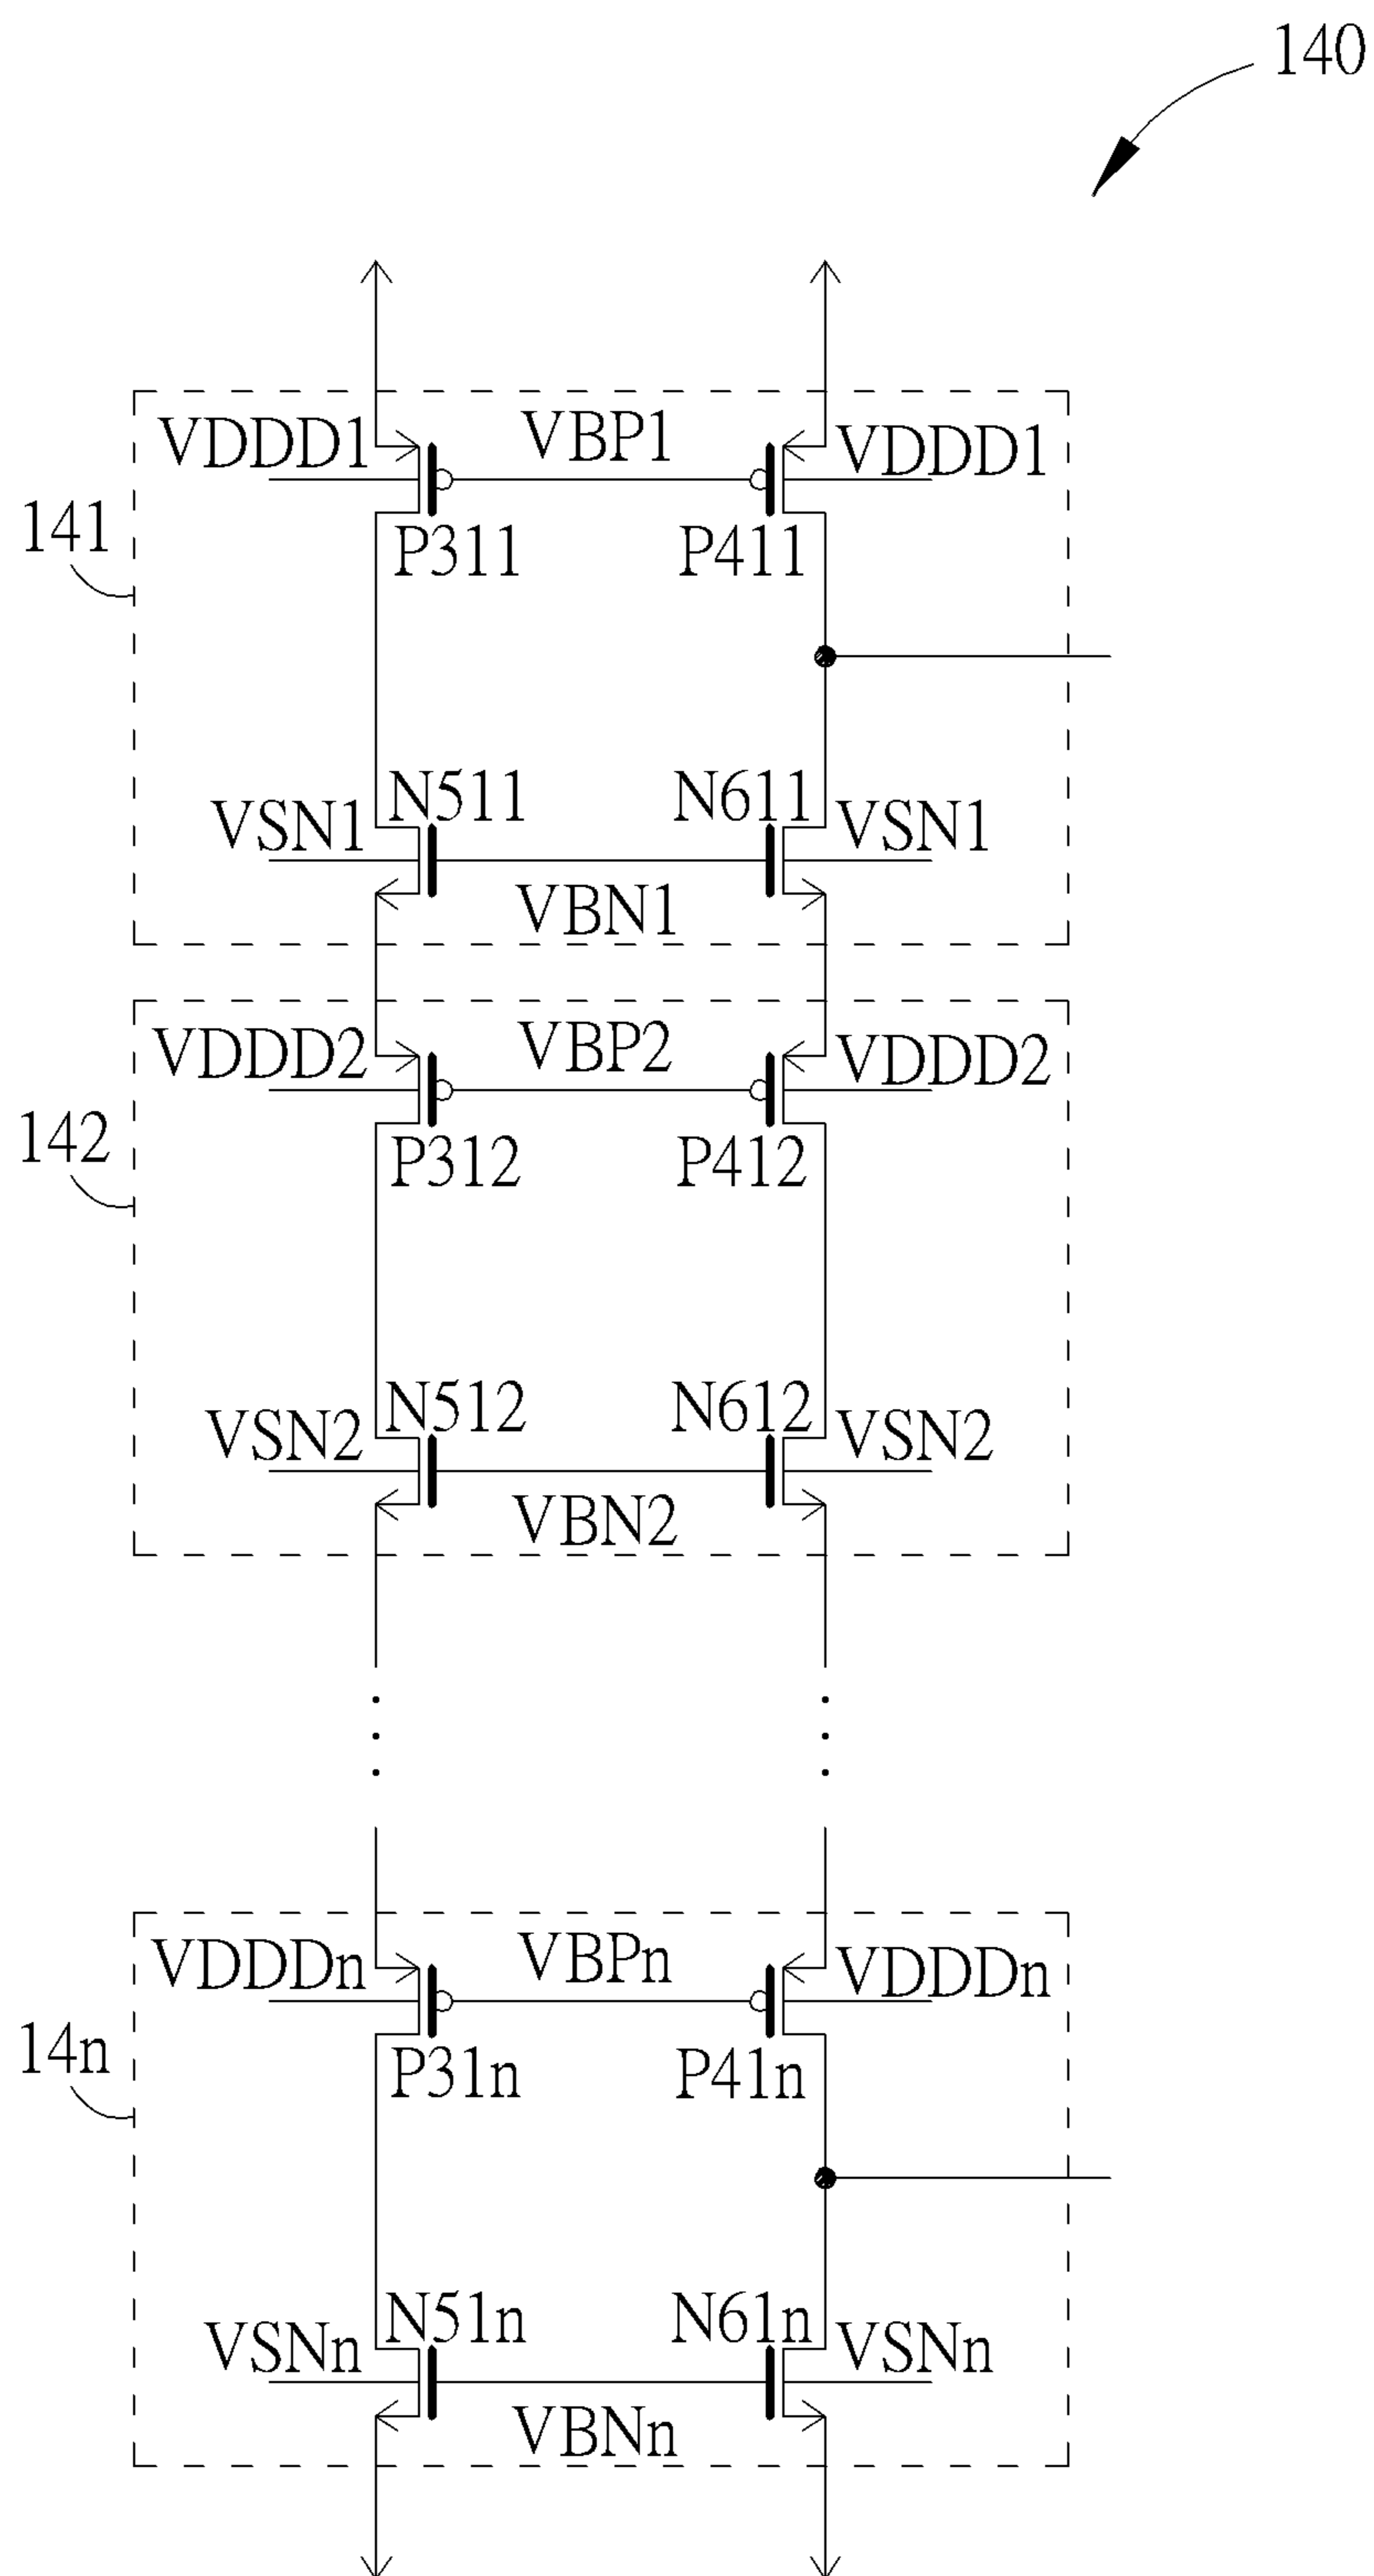 140
VDDD1 VBP1 VDDD1
141
P311 P411
N511 N611
VSN1 VSN1
VBN1
VDDD2 VBP2 VDDD2
142
P312 P412
N512 N612
VSN2 VSN2
VBN2
VDDDn VBPn VDDDn
14n
P31n P41n
N51n N61n
VSNn VSNn
VBNn